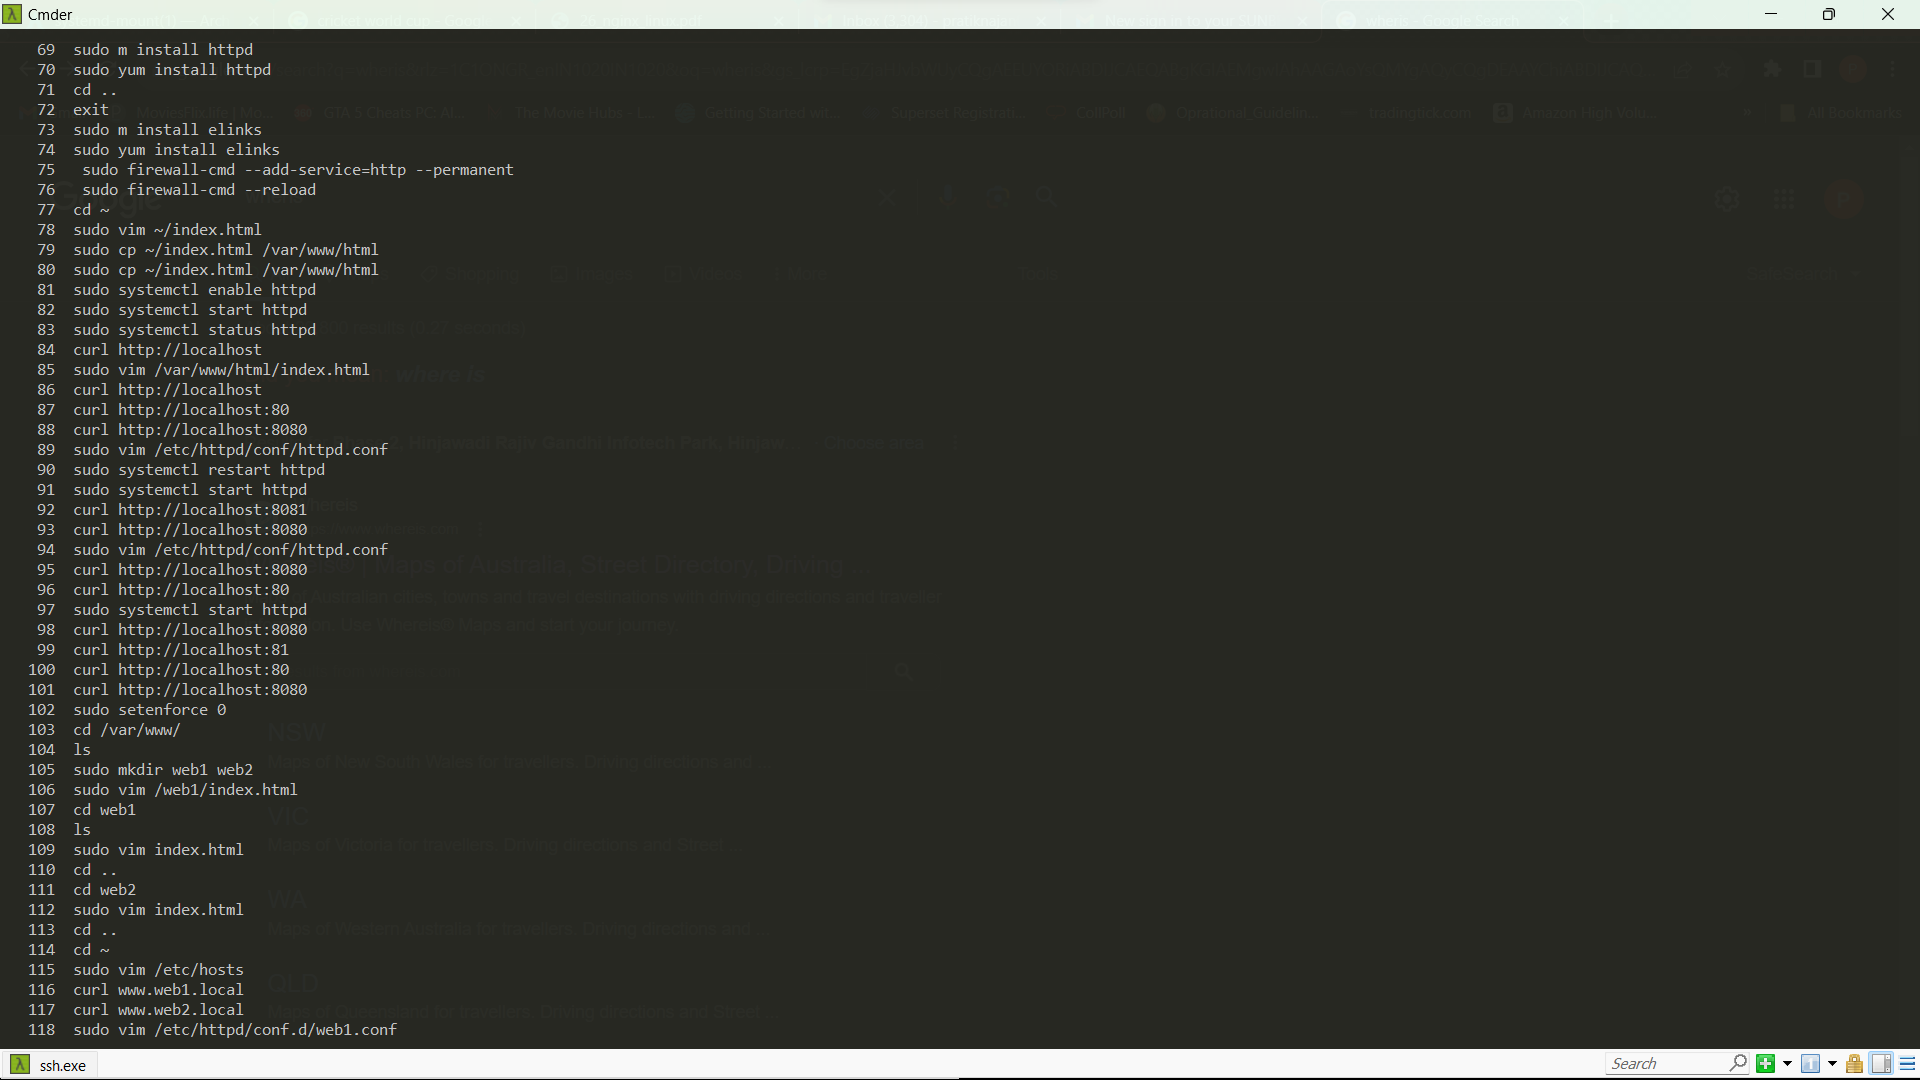 Cmder
69 sudo m install httpd
70 sudo yum install httpd
71 cd ..
72 exit
73 sudo m install elinks
74 sudo yum install elinks
75 sudo firewall-cmd --add-service=http --permanent
76 sudo firewall-cmd --reload
77 cd ~
78 sudo vim ~/index.html
79 sudo cp ~/index.html /var/www/html
80 sudo cp ~/index.html /var/www/html
81 sudo systemctl enable httpd
82 sudo systemctl start httpd
83 sudo systemctl status httpd
84 curl http://localhost
85 sudo vim /var/www/html/index.html
86 curl http://localhost
87 curl http://localhost:80
88 curl http://localhost:8080
89 sudo vim /etc/httpd/conf/httpd.conf
90 sudo systemctl restart httpd
91 sudo systemctl start httpd
92 curl http://localhost:8081
93 curl http://localhost:8080
94 sudo vim /etc/httpd/conf/httpd.conf
95 curl http://localhost:8080
96 curl http://localhost:80
97 sudo systemctl start httpd
98 curl http://localhost:8080
99 curl http://localhost:81
100 curl http://localhost:80
101 curl http://localhost:8080
102 sudo setenforce 0
103 cd /var/www/
104 ls
105 sudo mkdir web1 web2
106 sudo vim /web1/index.html
107 cd web1
108 ls
109 sudo vim index.html
110 cd ..
111 cd web2
112 sudo vim index.html
113 cd ..
114 cd ~
115 sudo vim /etc/hosts
116 curl www.web1.local
117 curl www.web2.local
118 sudo vim /etc/httpd/conf.d/web1.conf
ssh.exe
Search